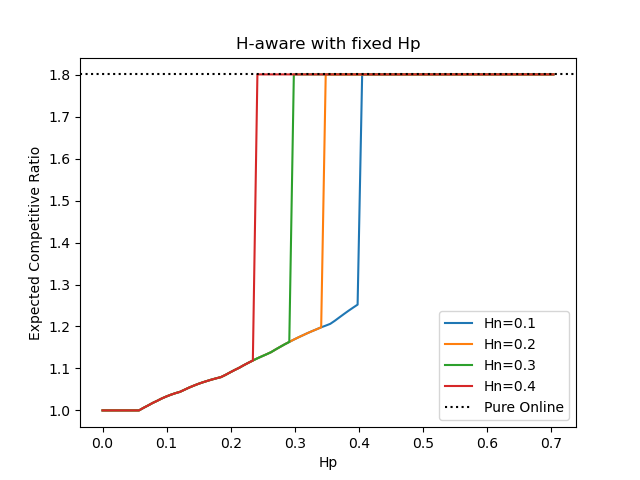 H-aware with fixed Hp
Expected Competitive Ratio
1.8
1.7
1.6
1.5
1.4
1.3
1.2
1.1
1.0
0.0 0.1 0.2 0.3 0.4 0.5 0.6 0.7
Hp
Hn=0.1
Hn=0.2
Hn=0.3
Hn=0.4
Pure Online